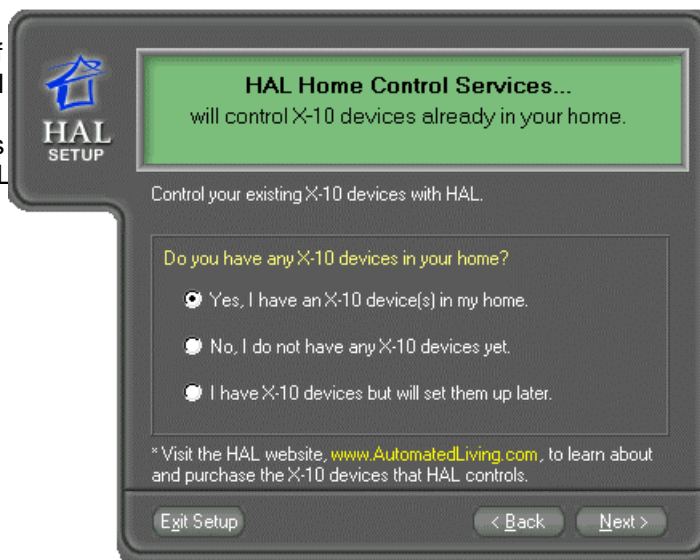 HAL
SETUP
HAL Home Control Services...
will control X-10 devices already in your home.
Control your existing X-10 devices with HAL.
Do you have any X-10 devices in your home?
Yes, I have an X-10 device(s) in my home.
No, I do not have any X-10 devices yet.
I have X-10 devices but will set them up later.
* Visit the HAL website, www.AutomatedLiving.com, to learn about
and purchase the X-10 devices that HAL controls.
Exit Setup
< Back
Next >